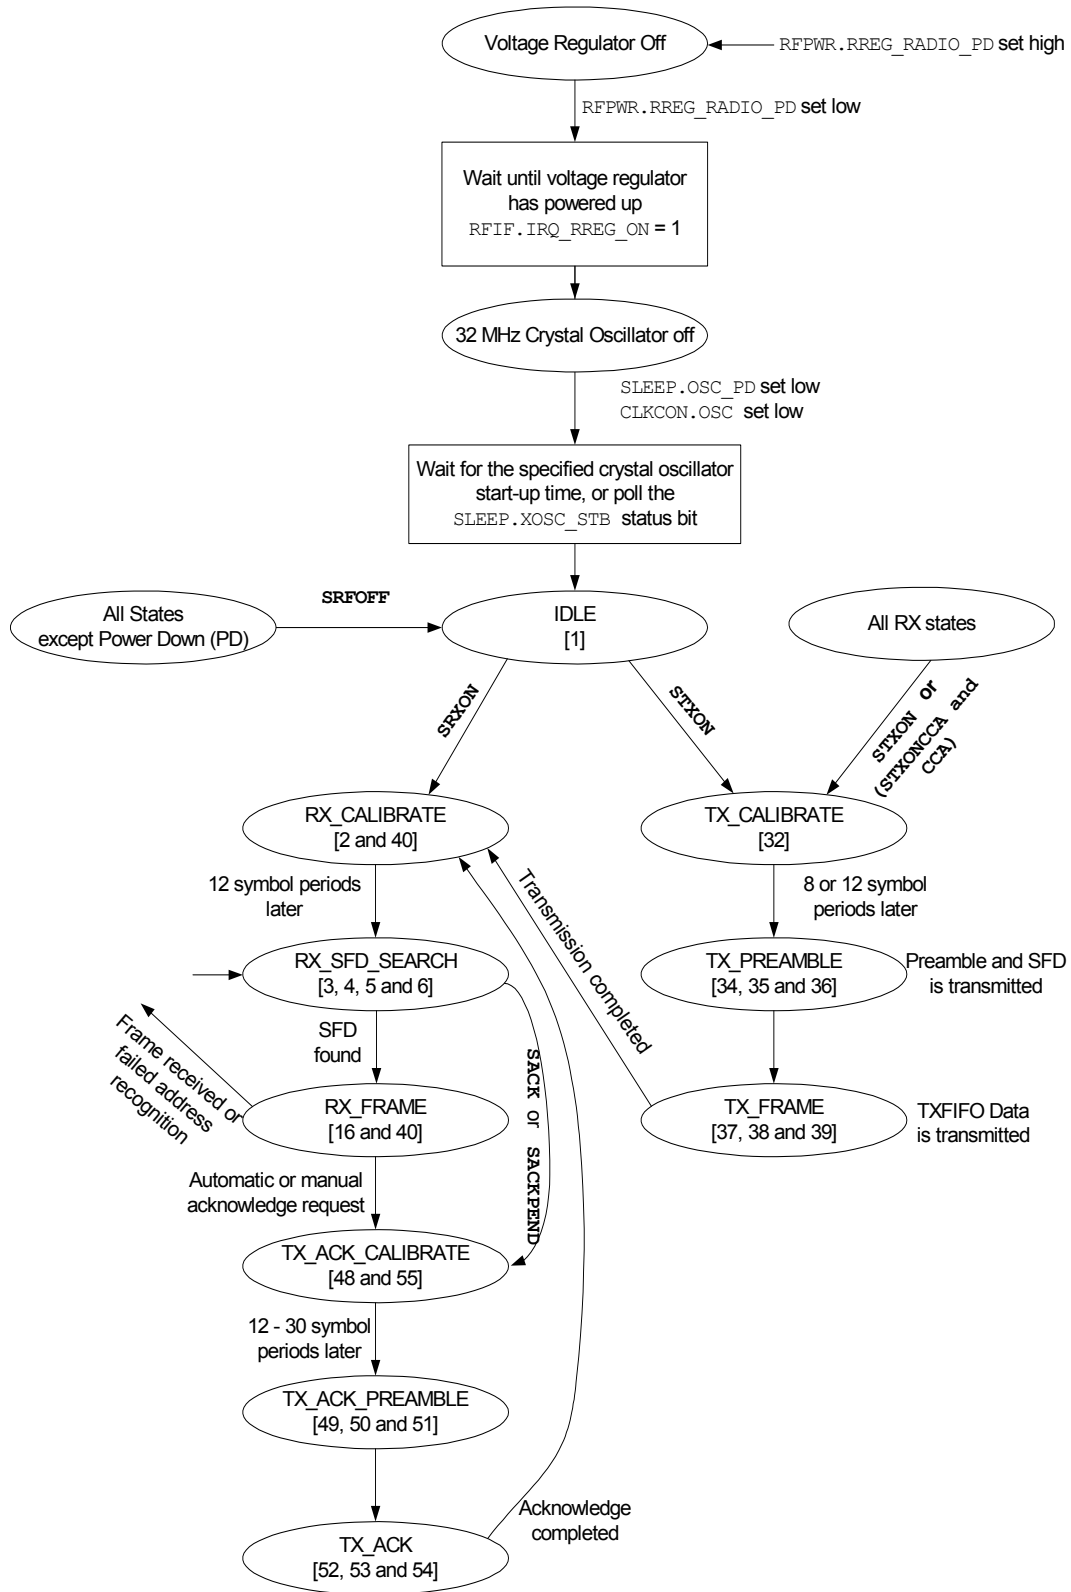 Voltage Regulator Off
RFPWR.RREG_RADIO_PD set high
RFPWR.RREG_RADIO_PD set low
Wait until voltage regulator
has powered up
RFIF.IRQ_RREG_ON = 1
32 MHz Crystal Oscillator off
SLEEP.OSC_PD set low
CLKCON.OSC set low
Wait for the specified crystal oscillator
start-up time, or poll the
SLEEP.XOSC_STB status bit
All States
except Power Down (PD)
SRFOFF
IDLE
[1]
All RX states
SRXON
STXON
STXON or
(STXONCCA and
CCA)
RX_CALIBRATE
[2 and 40]
TX_CALIBRATE
[32]
12 symbol periods
later
8 or 12 symbol
periods later
Transmission completed
RX_SFD_SEARCH
[3, 4, 5 and 6]
TX_PREAMBLE
[34, 35 and 36]
Preamble and SFD
is transmitted
SFD
found
Frame received or
failed address
recognition
SACK or SACKPEND
RX_FRAME
[16 and 40]
TX_FRAME
[37, 38 and 39]
TXFIFO Data
is transmitted
Automatic or manual
acknowledge request
TX_ACK_CALIBRATE
[48 and 55]
12 - 30 symbol
periods later
TX_ACK_PREAMBLE
[49, 50 and 51]
Acknowledge
completed
TX_ACK
[52, 53 and 54]